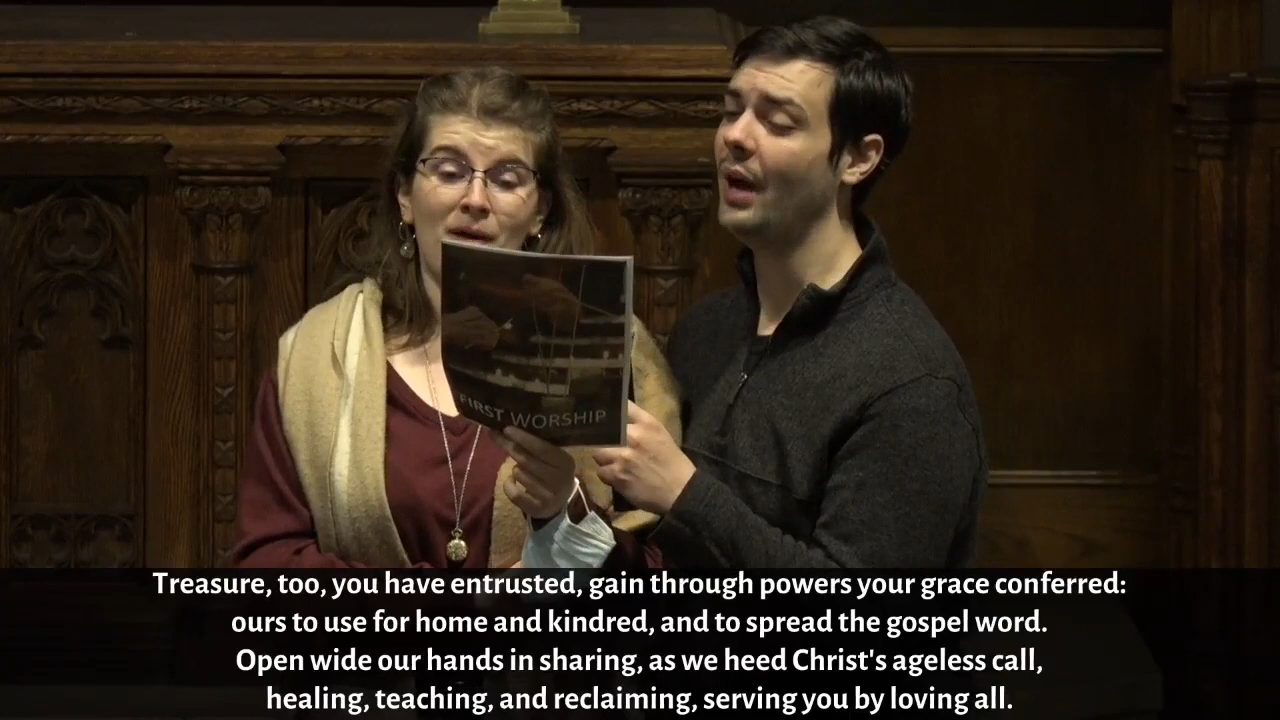 FIRST WORSHIP
Treasure, too, you have entrusted, gain through powers your grace conferred:
ours to use for home and kindred, and to spread the gospel word.
Open wide our hands in sharing, as we heed Christ's ageless call,
healing, teaching, and reclaiming, serving you by loving all.